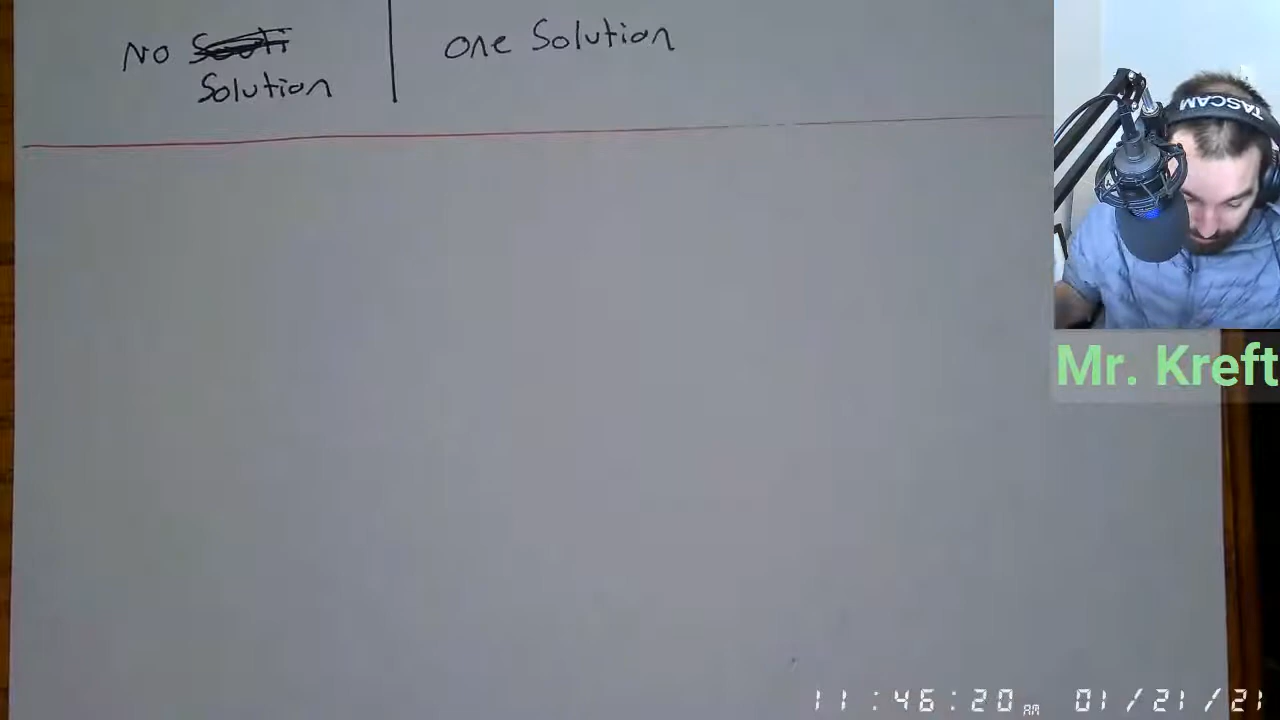 No
Solution
one Solution
TASCAM
Mr. Kreft
11:46:20 AM 01/21/21